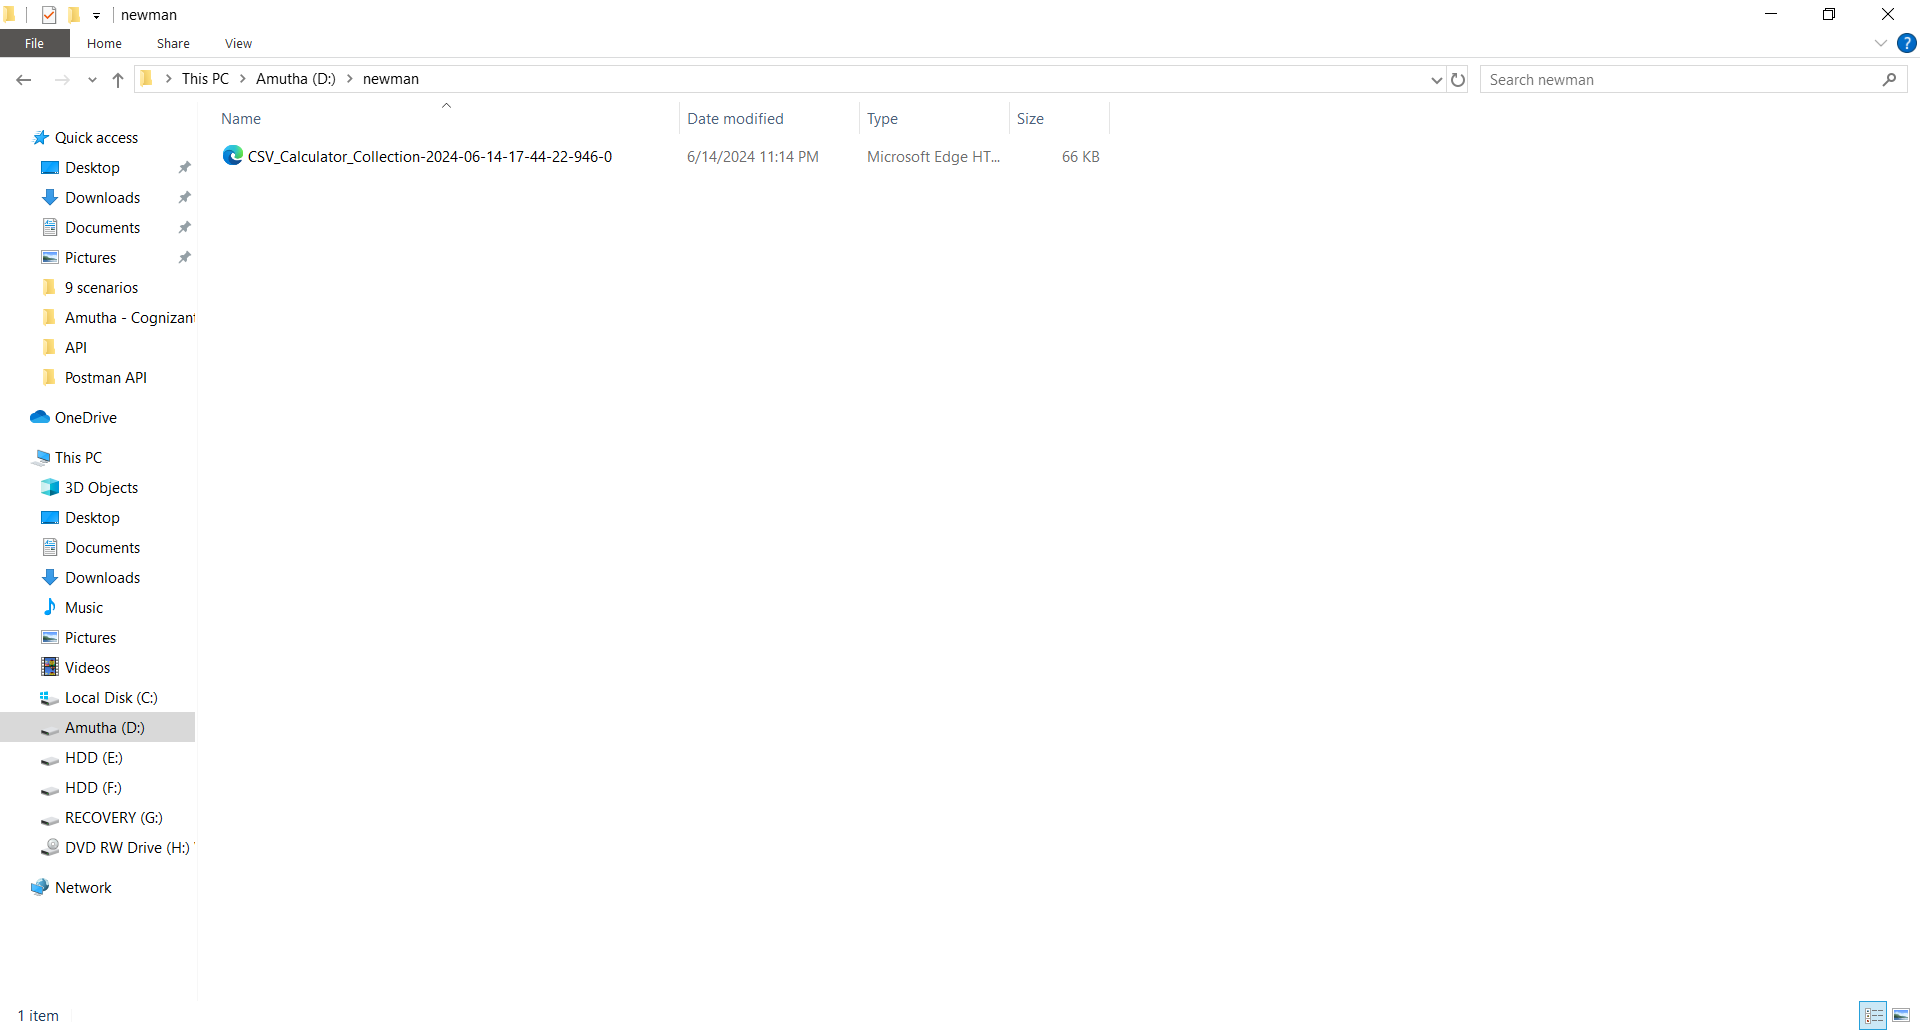 newman
File Home Share View
This PC Amutha (D:) newman
Search newman
Name Date modified Type Size
CSV_Calculator_Collection-2024-06-14-17-44-22-946-0 6/14/2024 11:14 PM Microsoft Edge HT... 66 KB
Quick access
Desktop
Downloads
Documents
Pictures
9 scenarios
Amutha - Cognizant
API
Postman API
OneDrive
This PC
3D Objects
Desktop
Documents
Downloads
Music
Pictures
Videos
Local Disk (C:)
Amutha (D:)
HDD (E:)
HDD (F:)
RECOVERY (G:)
DVD RW Drive (H:)
Network
1 item